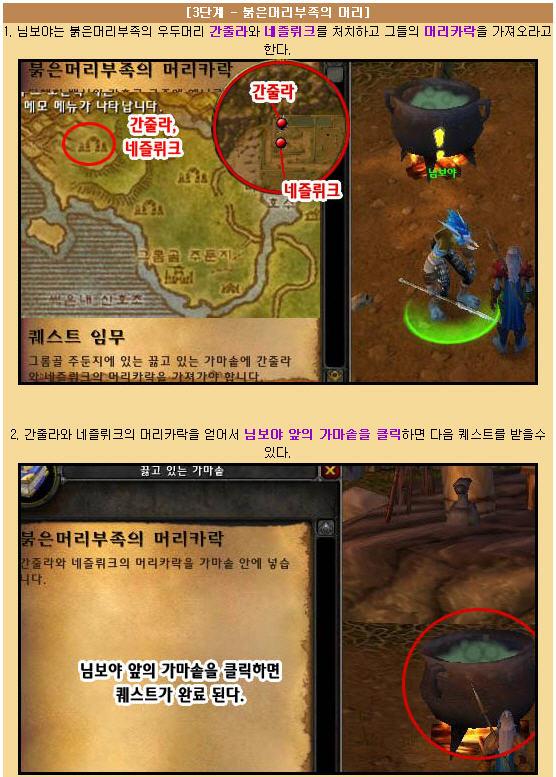 [3단계 - 붉은머리부족의 머리]
1. 님보야는 붉은머리부족의 우두머리 간줄라와 네즐뤼크를 처치하고 그들의 머리카락을 가져오라고
한다.
붉은머리부족의 머리카락
메모 메뉴가 나타납니다.
간줄라,
네즐뤼크
간줄라
네즐뤼크
그롬골 주둔지
님보야
퀘스트 임무
그롬골 주둔지에 있는 끓고 있는 가마솥에 간줄라
와 네즐뤼크의 머리카락을 가져가야 합니다.
2. 간줄라와 네즐뤼크의 머리카락을 얻어서 님보야 앞의 가마솥을 클릭하면 다음 퀘스트를 받을수
있다.
끓고 있는 가마솥
붉은머리부족의 머리카락
간줄라와 네즐뤼크의 머리카락을 가마솥 안에 넣습
니다.
님보야 앞의 가마솥을 클릭하면
퀘스트가 완료 된다.